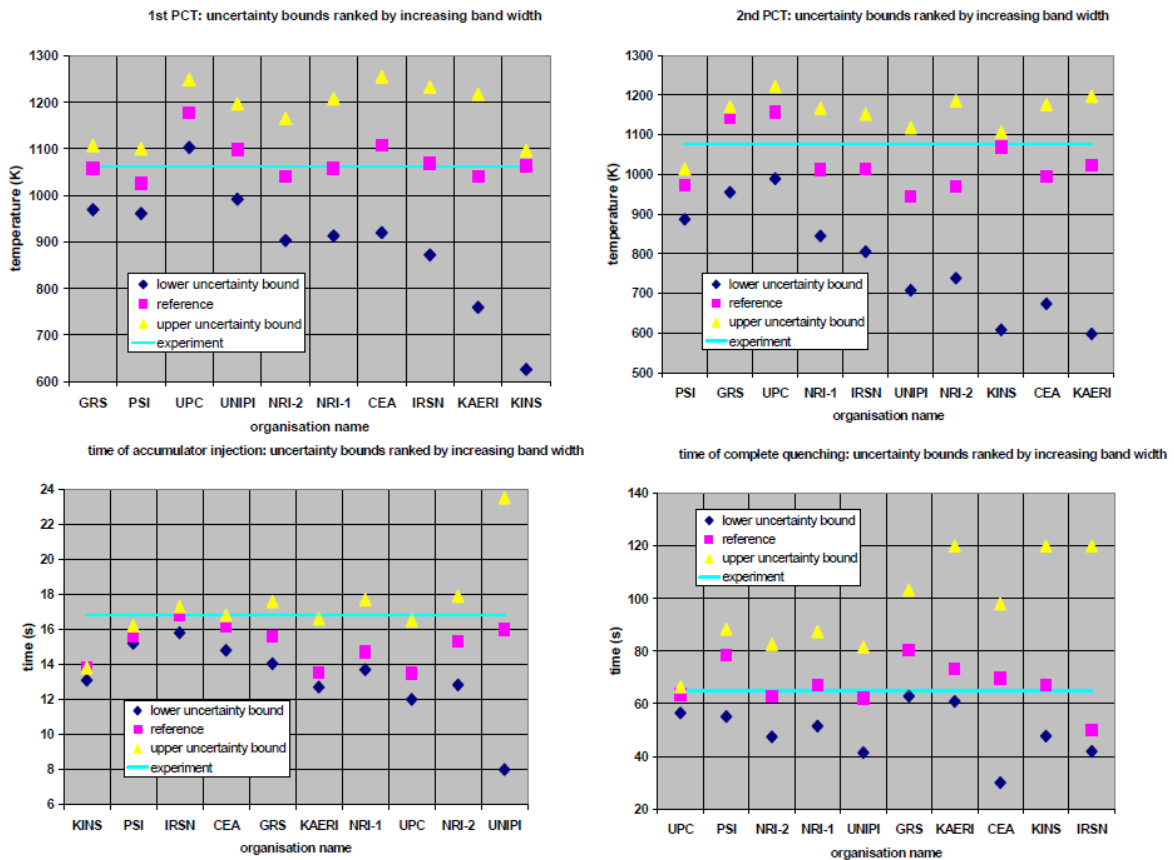 1st PCT: uncertainty bounds ranked by increasing band width
1300
1200
1100
1000
900
800
700
600
temperature (K)
lower uncertainty bound
reference
upper uncertainty bound
experiment
GRS PSI UPC UNIPI NRI-2 NRI-1 CEA IRSN KAERI KINS
organisation name
2nd PCT: uncertainty bounds ranked by increasing band width
1300
1200
1100
1000
900
800
700
600
500
temperature (K)
lower uncertainty bound
reference
upper uncertainty bound
experiment
PSI GRS UPC NRI-1 IRSN UNIPI NRI-2 KINS CEA KAERI
organisation name
time of accumulator injection: uncertainty bounds ranked by increasing band width
24
22
20
18
16
14
12
10
8
6
time (s)
lower uncertainty bound
reference
upper uncertainty bound
experiment
KINS PSI IRSN CEA GRS KAERI NRI-1 UPC NRI-2 UNIPI
organisation name
time of complete quenching: uncertainty bounds ranked by increasing band width
140
120
100
80
60
40
20
time (s)
lower uncertainty bound
reference
upper uncertainty bound
experiment
UPC PSI NRI-2 NRI-1 UNIPI GRS KAERI CEA KINS IRSN
organisation name